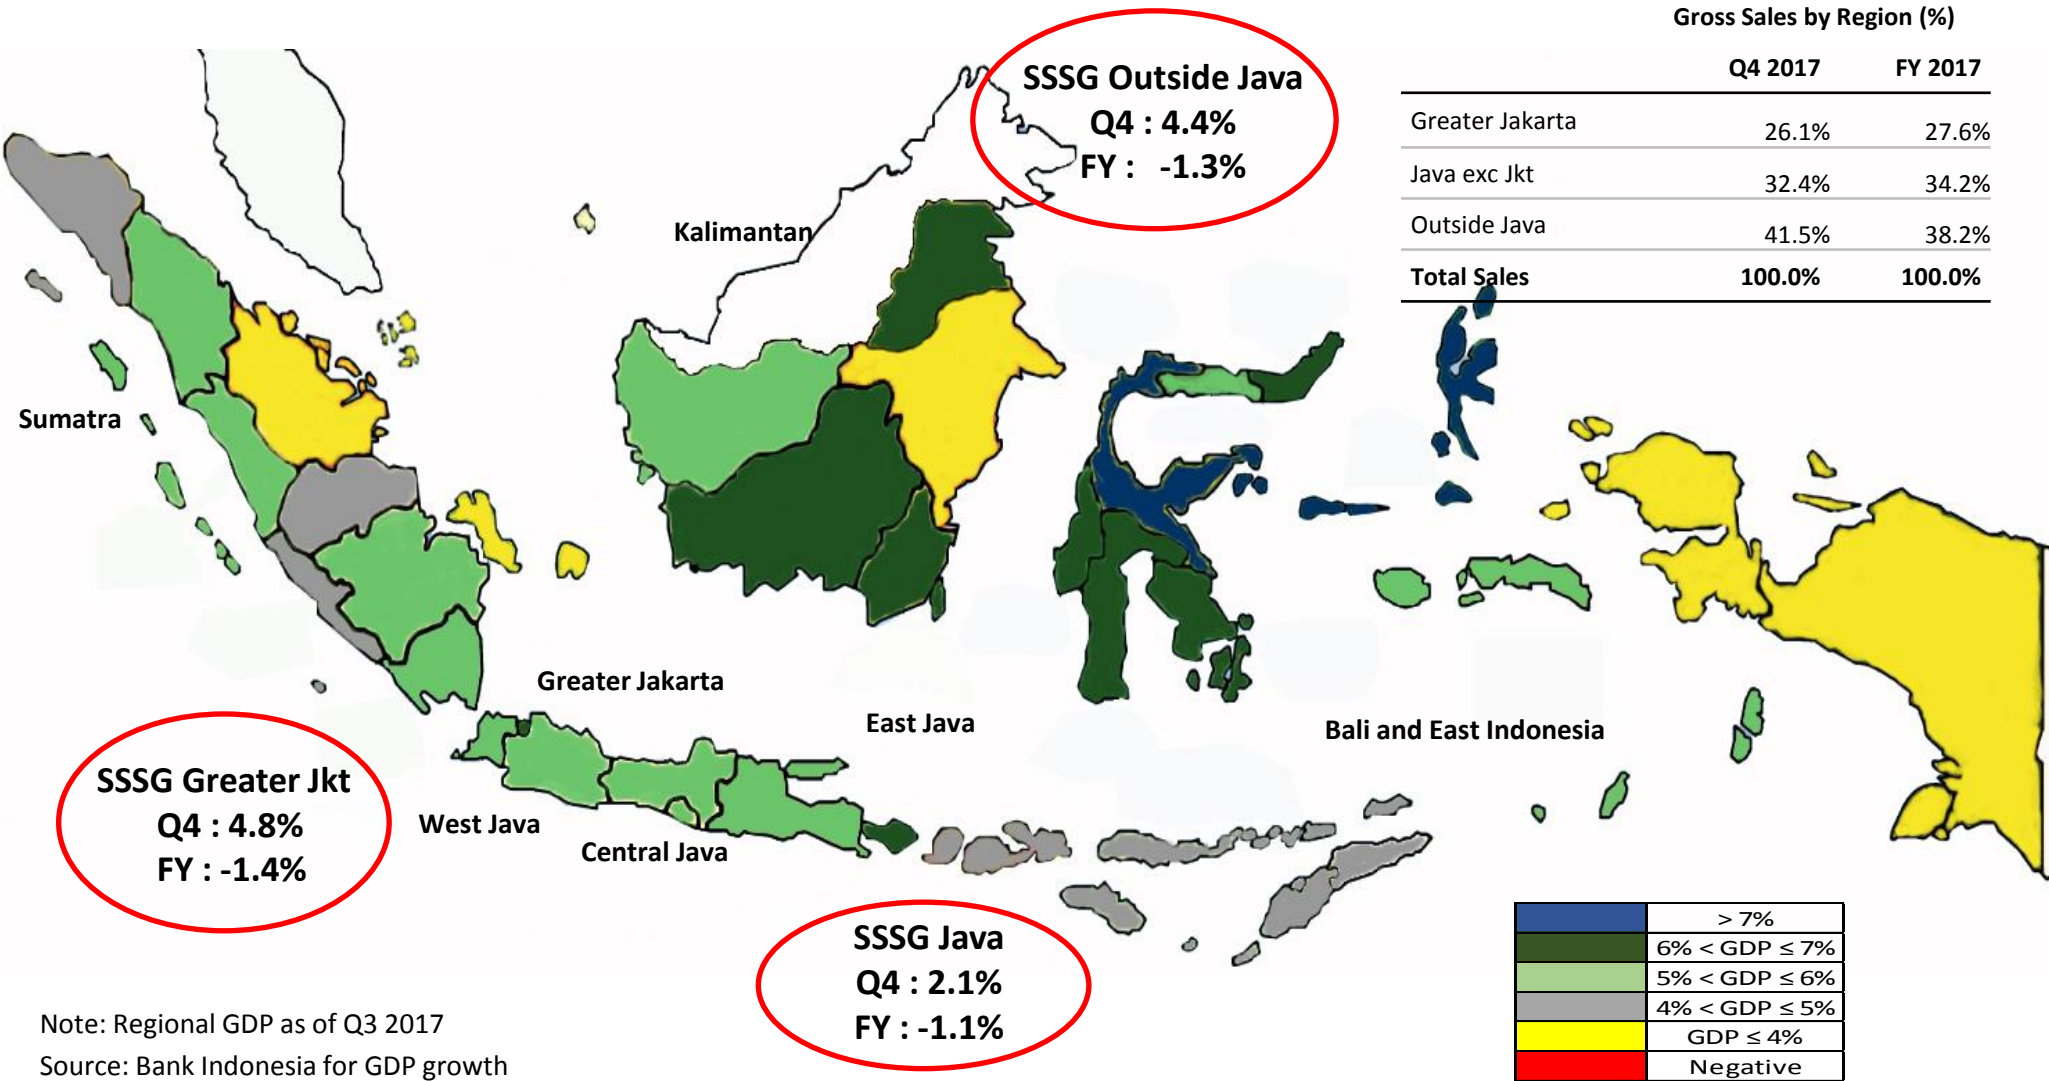 Gross Sales by Region (%)
Q4 2017 FY 2017
Greater Jakarta 26.1% 27.6%
Java exc Jkt 32.4% 34.2%
Outside Java 41.5% 38.2%
Total Sales 100.0% 100.0%
SSSG Outside Java
Q4 : 4.4%
FY : -1.3%
Kalimantan
Sumatra
Greater Jakarta
East Java
Bali and East Indonesia
SSSG Greater Jkt
Q4 : 4.8%
FY : -1.4%
West Java
Central Java
SSSG Java
Q4 : 2.1%
FY : -1.1%
> 7%
6% < GDP ≤ 7%
5% < GDP ≤ 6%
4% < GDP ≤ 5%
GDP ≤ 4%
Negative
Note: Regional GDP as of Q3 2017
Source: Bank Indonesia for GDP growth